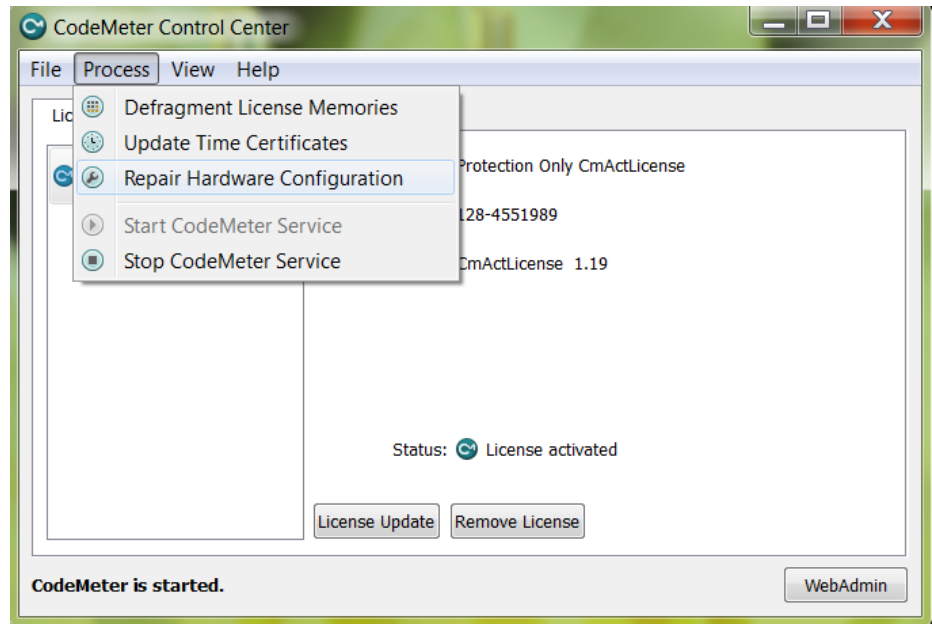 CodeMeter Control Center
File Process View Help
Lic
Defragment License Memories
Update Time Certificates
Repair Hardware Configuration
Start CodeMeter Service
Stop CodeMeter Service
Protection Only CmActLicense
128-4551989
CmActLicense 1.19
Status: License activated
License Update Remove License
CodeMeter is started.
WebAdmin